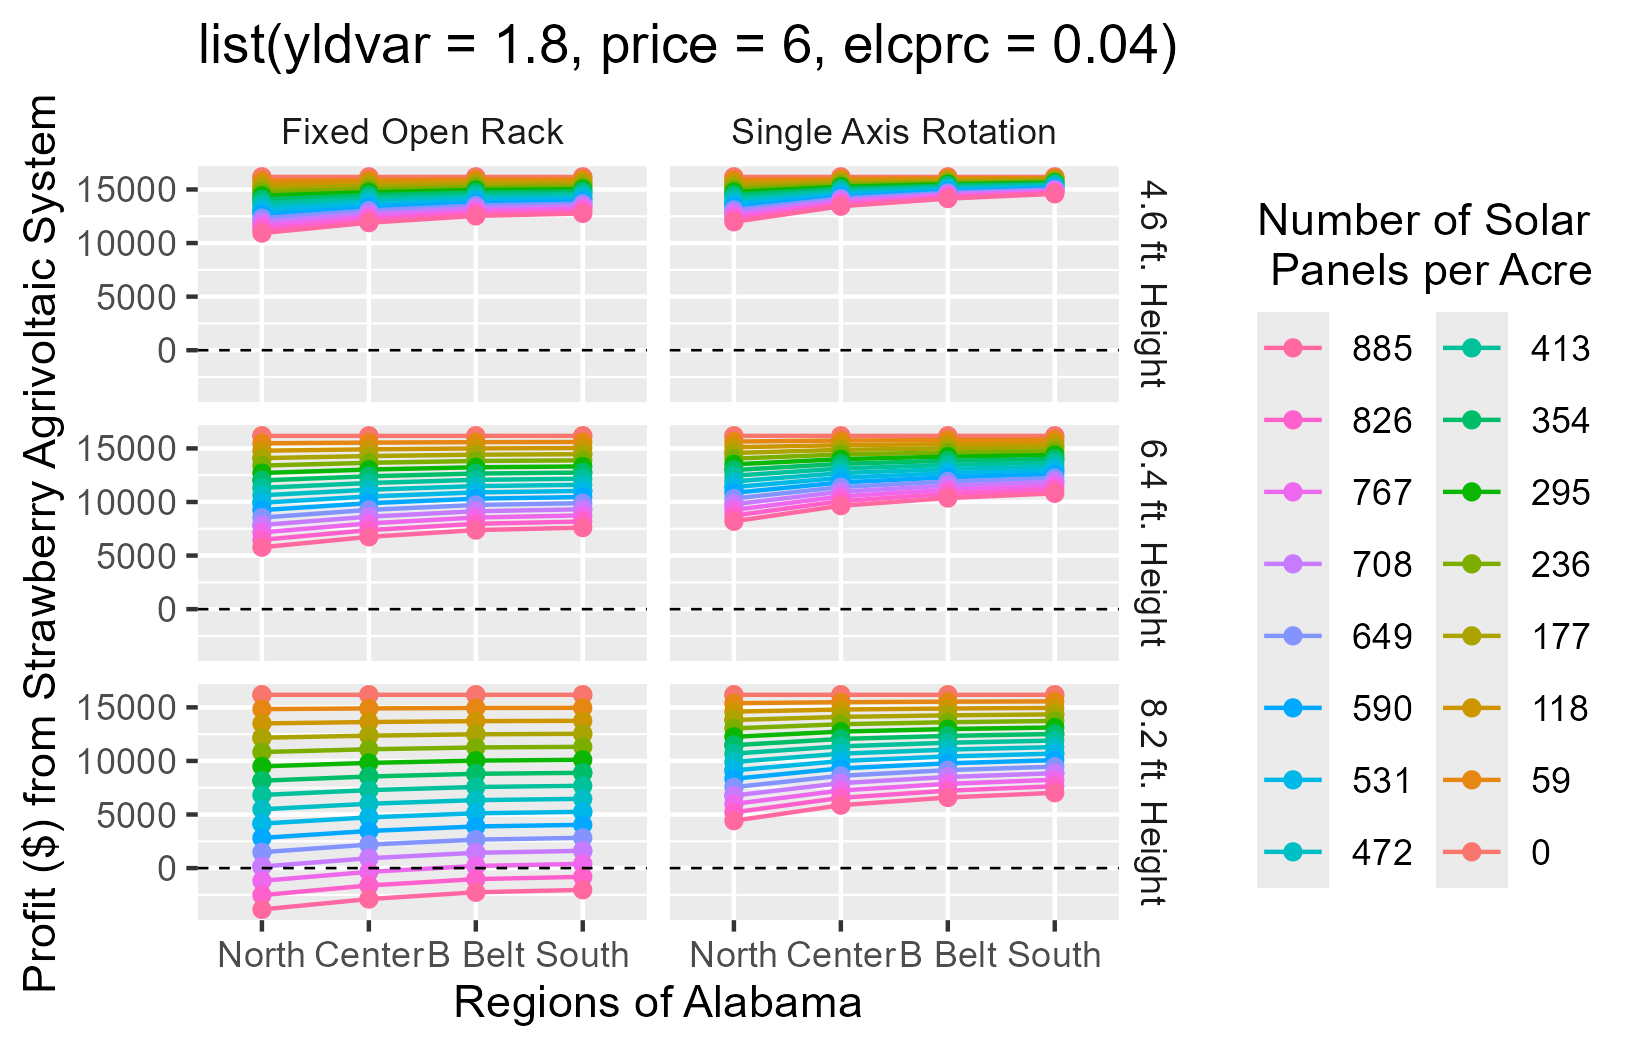 list(yldvar = 1.8, price = 6, elcprc = 0.04)
Profit ($) from Strawberry Agrivoltaic System
Fixed Open Rack
Single Axis Rotation
15000
10000
5000
0
4.6 ft. Height
15000
10000
5000
0
6.4 ft. Height
15000
10000
5000
0
8.2 ft. Height
North Center B Belt South
North Center B Belt South
Regions of Alabama
Number of Solar
Panels per Acre
885
826
767
708
649
590
531
472
413
354
295
236
177
118
59
0